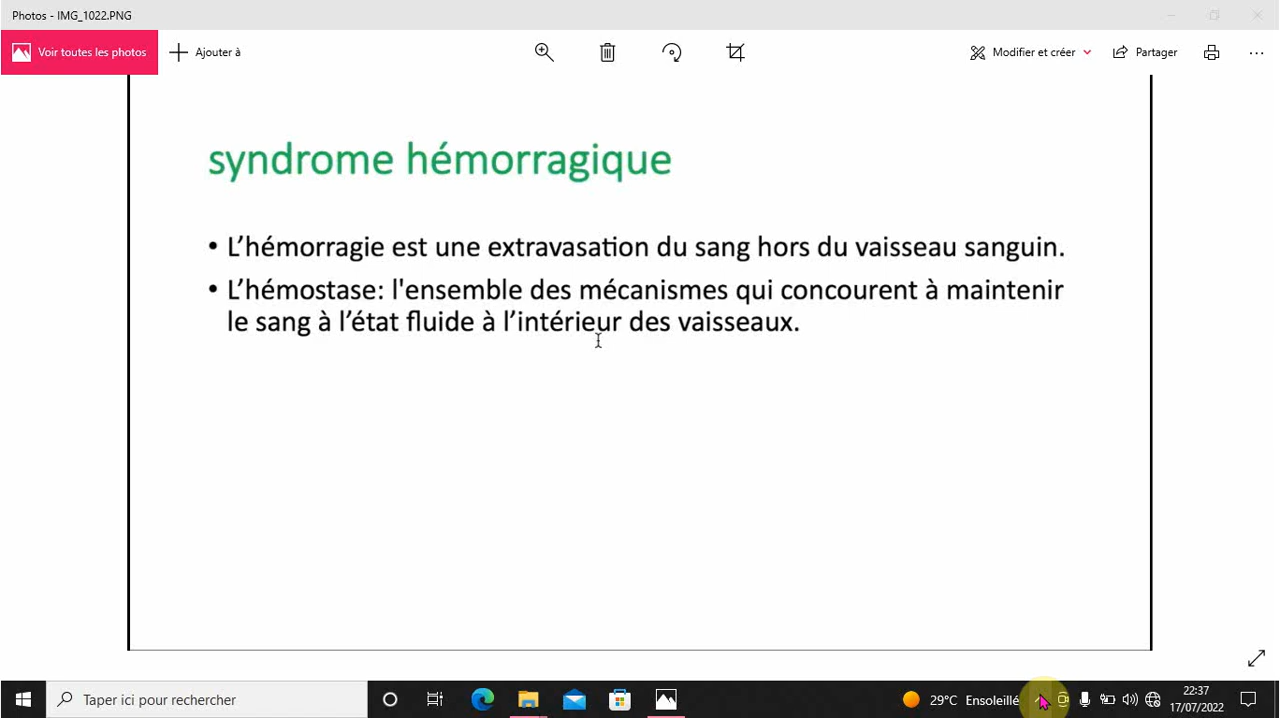 Photos - IMG_1022.PNG
Voir toutes les photos
Ajouter à
Modifier et créer
Partager
syndrome hémorragique
• L’hémorragie est une extravasation du sang hors du vaisseau sanguin.
• L’hémostase: l'ensemble des mécanismes qui concourent à maintenir
le sang à l’état fluide à l’intérieur des vaisseaux.
Taper ici pour rechercher
29°C Ensoleillé
22:37
17/07/2022